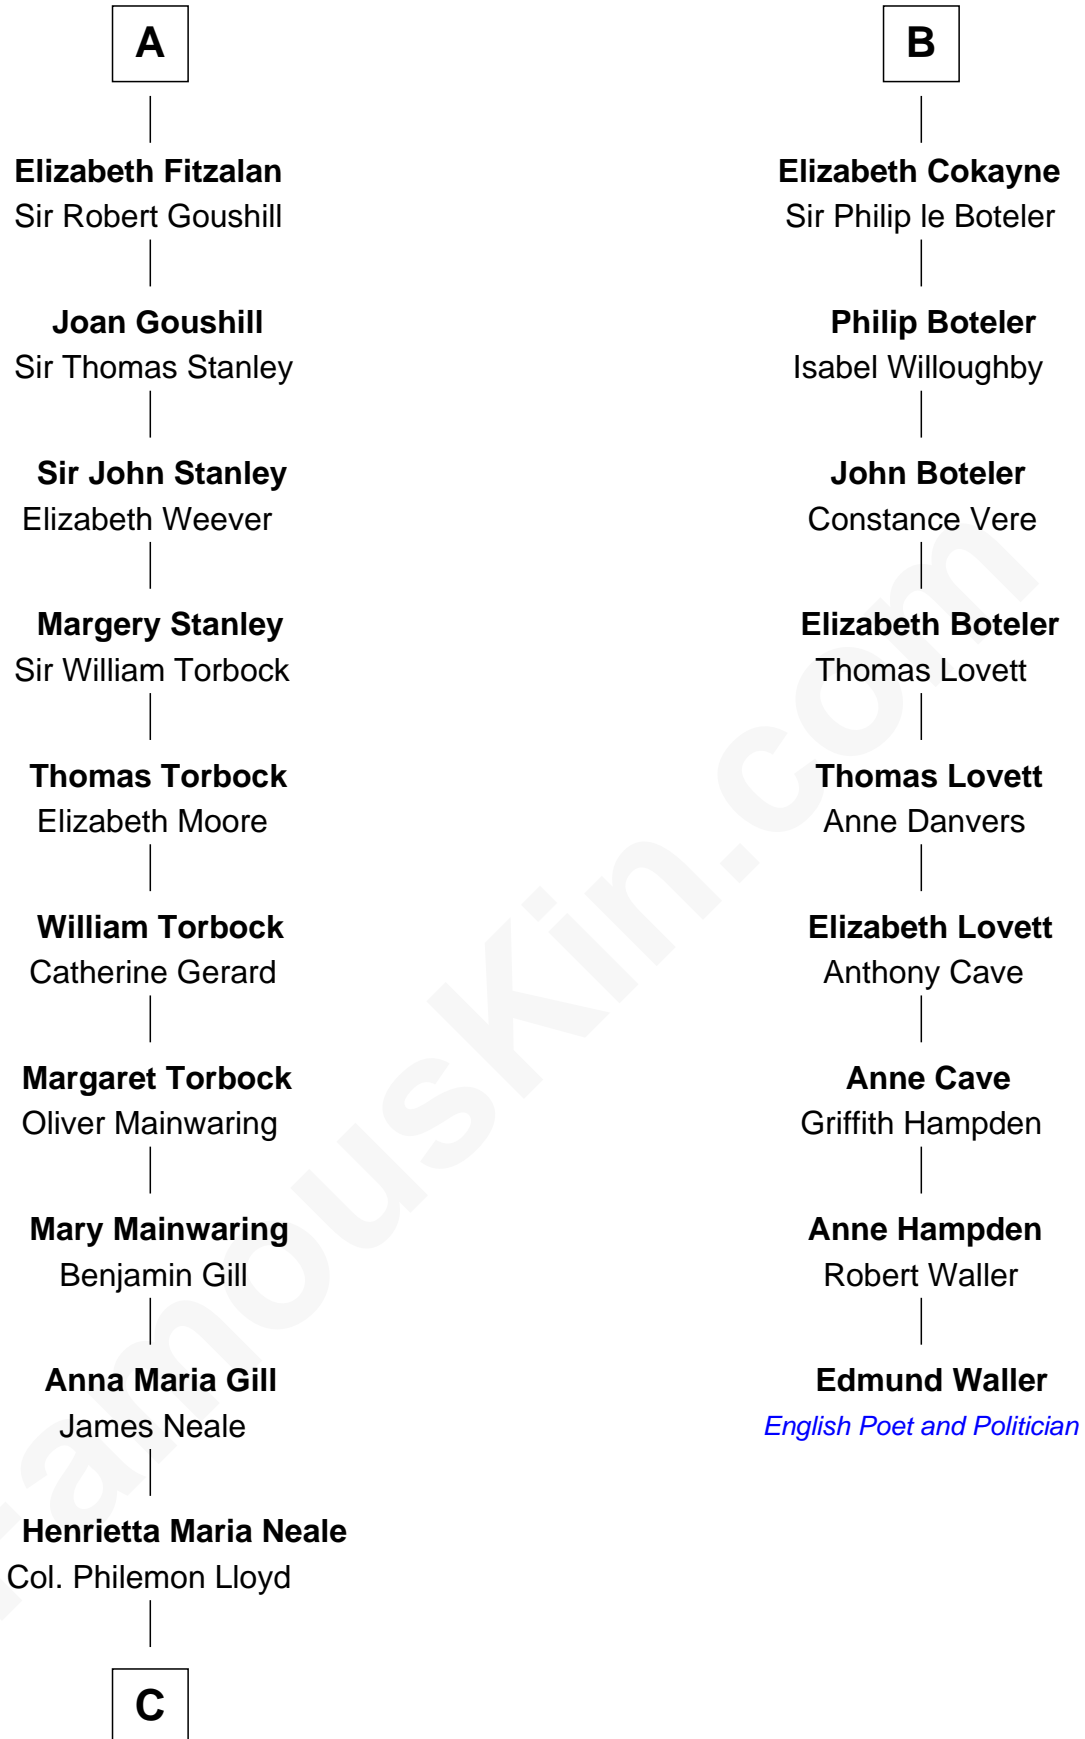 A
Elizabeth Fitzalan
Sir Robert Goushill
Joan Goushill
Sir Thomas Stanley
Sir John Stanley
Elizabeth Weever
Margery Stanley
Sir William Torbock
Thomas Torbock
Elizabeth Moore
William Torbock
Catherine Gerard
Margaret Torbock
Oliver Mainwaring
Mary Mainwaring
Benjamin Gill
Anna Maria Gill
James Neale
Henrietta Maria Neale
Col. Philemon Lloyd
C
B
Elizabeth Cokayne
Sir Philip le Boteler
Philip Boteler
Isabel Willoughby
John Boteler
Constance Vere
Elizabeth Boteler
Thomas Lovett
Thomas Lovett
Anne Danvers
Elizabeth Lovett
Anthony Cave
Anne Cave
Griffith Hampden
Anne Hampden
Robert Waller
Edmund Waller
English Poet and Politician
FamousKin.com